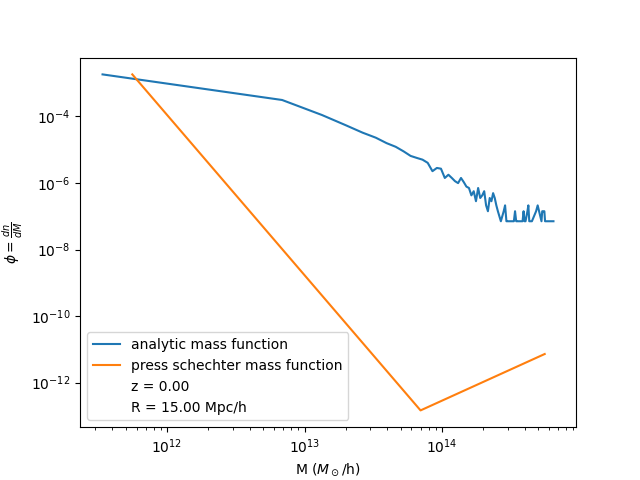 10⁻⁴
10⁻⁶
10⁻⁸
10⁻¹⁰
10⁻¹²
ϕ = dn/dM
analytic mass function
press schechter mass function
z = 0.00
R = 15.00 Mpc/h
10¹² 10¹³ 10¹⁴
M (M⊙/h)